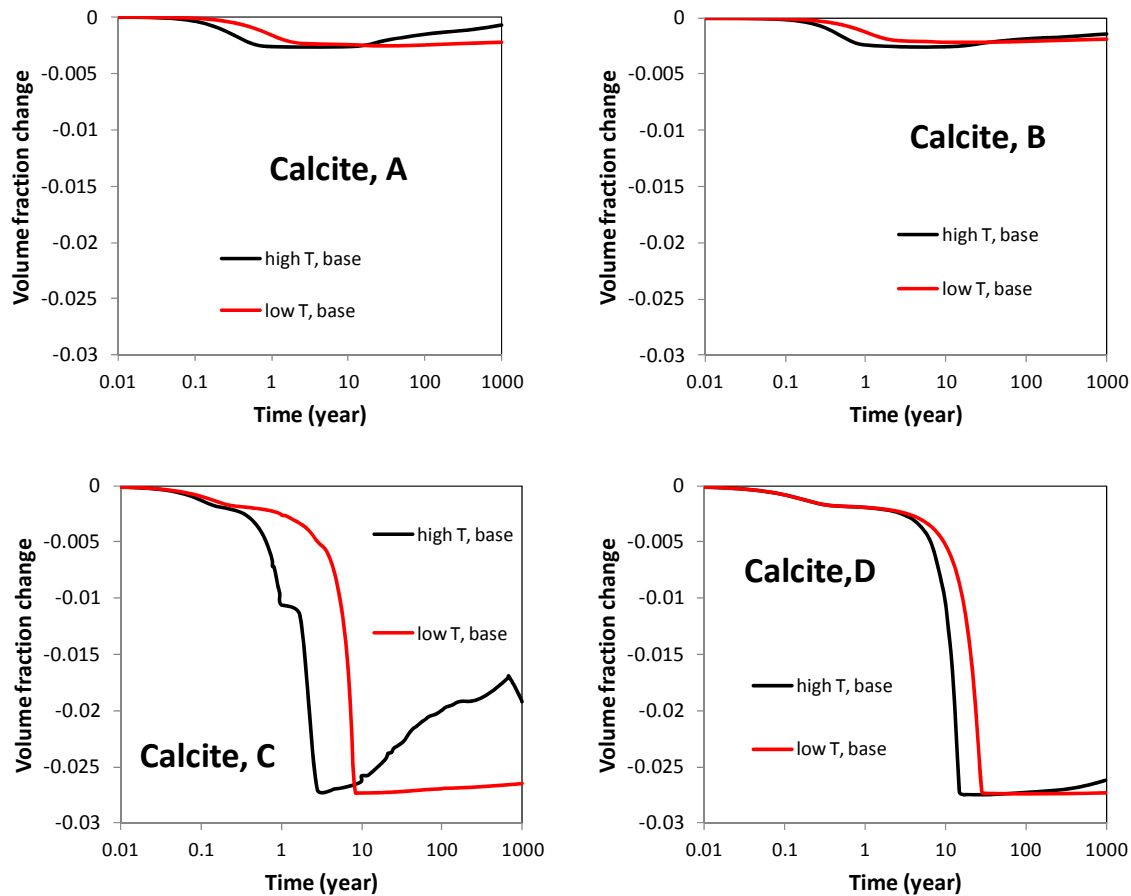 Volume fraction change
0
-0.005
-0.01
-0.015
-0.02
-0.025
-0.03
Calcite, A
high T, base
low T, base
0.01 0.1 1 10 100 1000
Time (year)
Volume fraction change
0
-0.005
-0.01
-0.015
-0.02
-0.025
-0.03
Calcite, B
high T, base
low T, base
0.01 0.1 1 10 100 1000
Time (year)
Volume fraction change
0
-0.005
-0.01
-0.015
-0.02
-0.025
-0.03
high T, base
low T, base
Calcite, C
0.01 0.1 1 10 100 1000
Time (year)
Volume fraction change
0
-0.005
-0.01
-0.015
-0.02
-0.025
-0.03
Calcite,D
high T, base
low T, base
0.01 0.1 1 10 100 1000
Time (year)